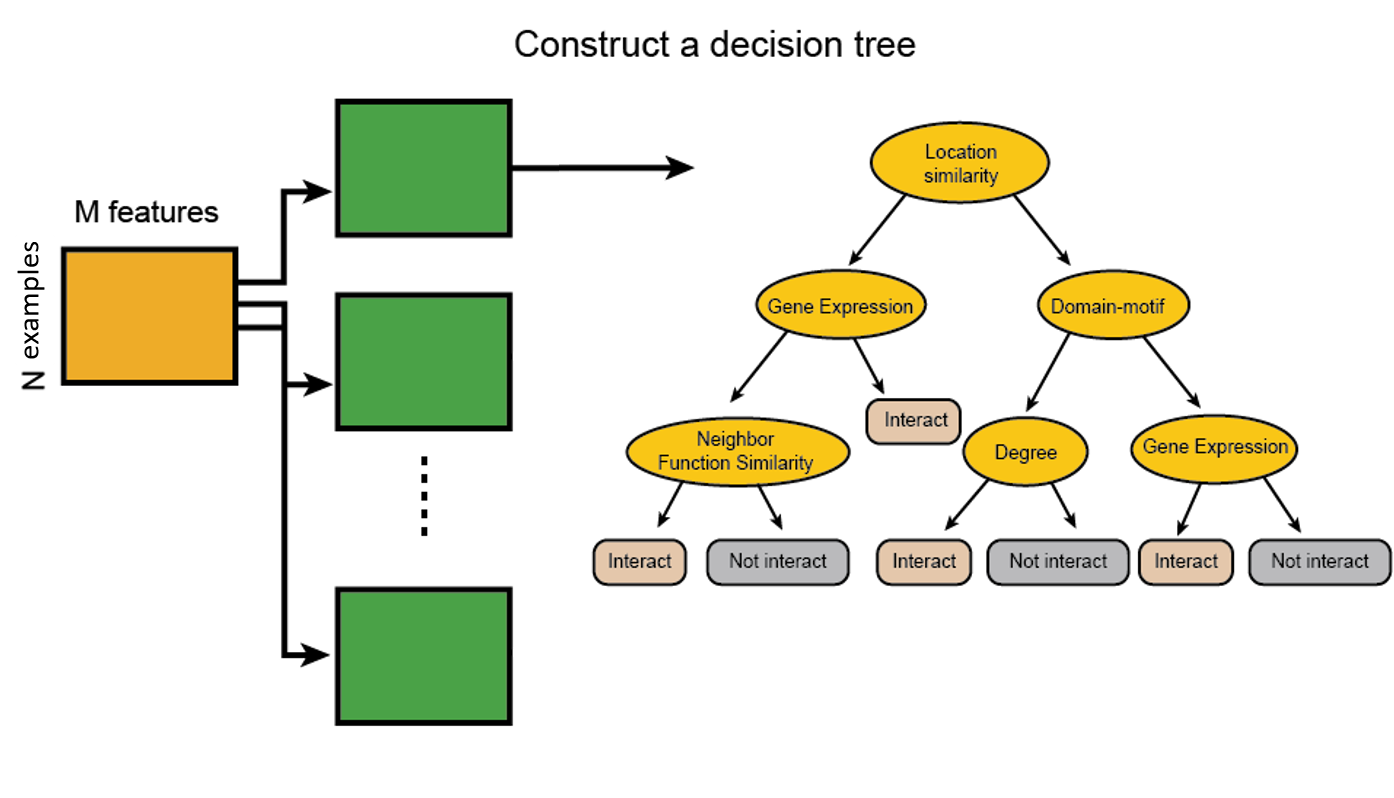 Construct a decision tree
M features
N examples
Location
similarity
Gene Expression
Domain-motif
Interact
Neighbor
Function Similarity
Degree
Gene Expression
Interact
Not interact
Interact
Not interact
Interact
Not interact